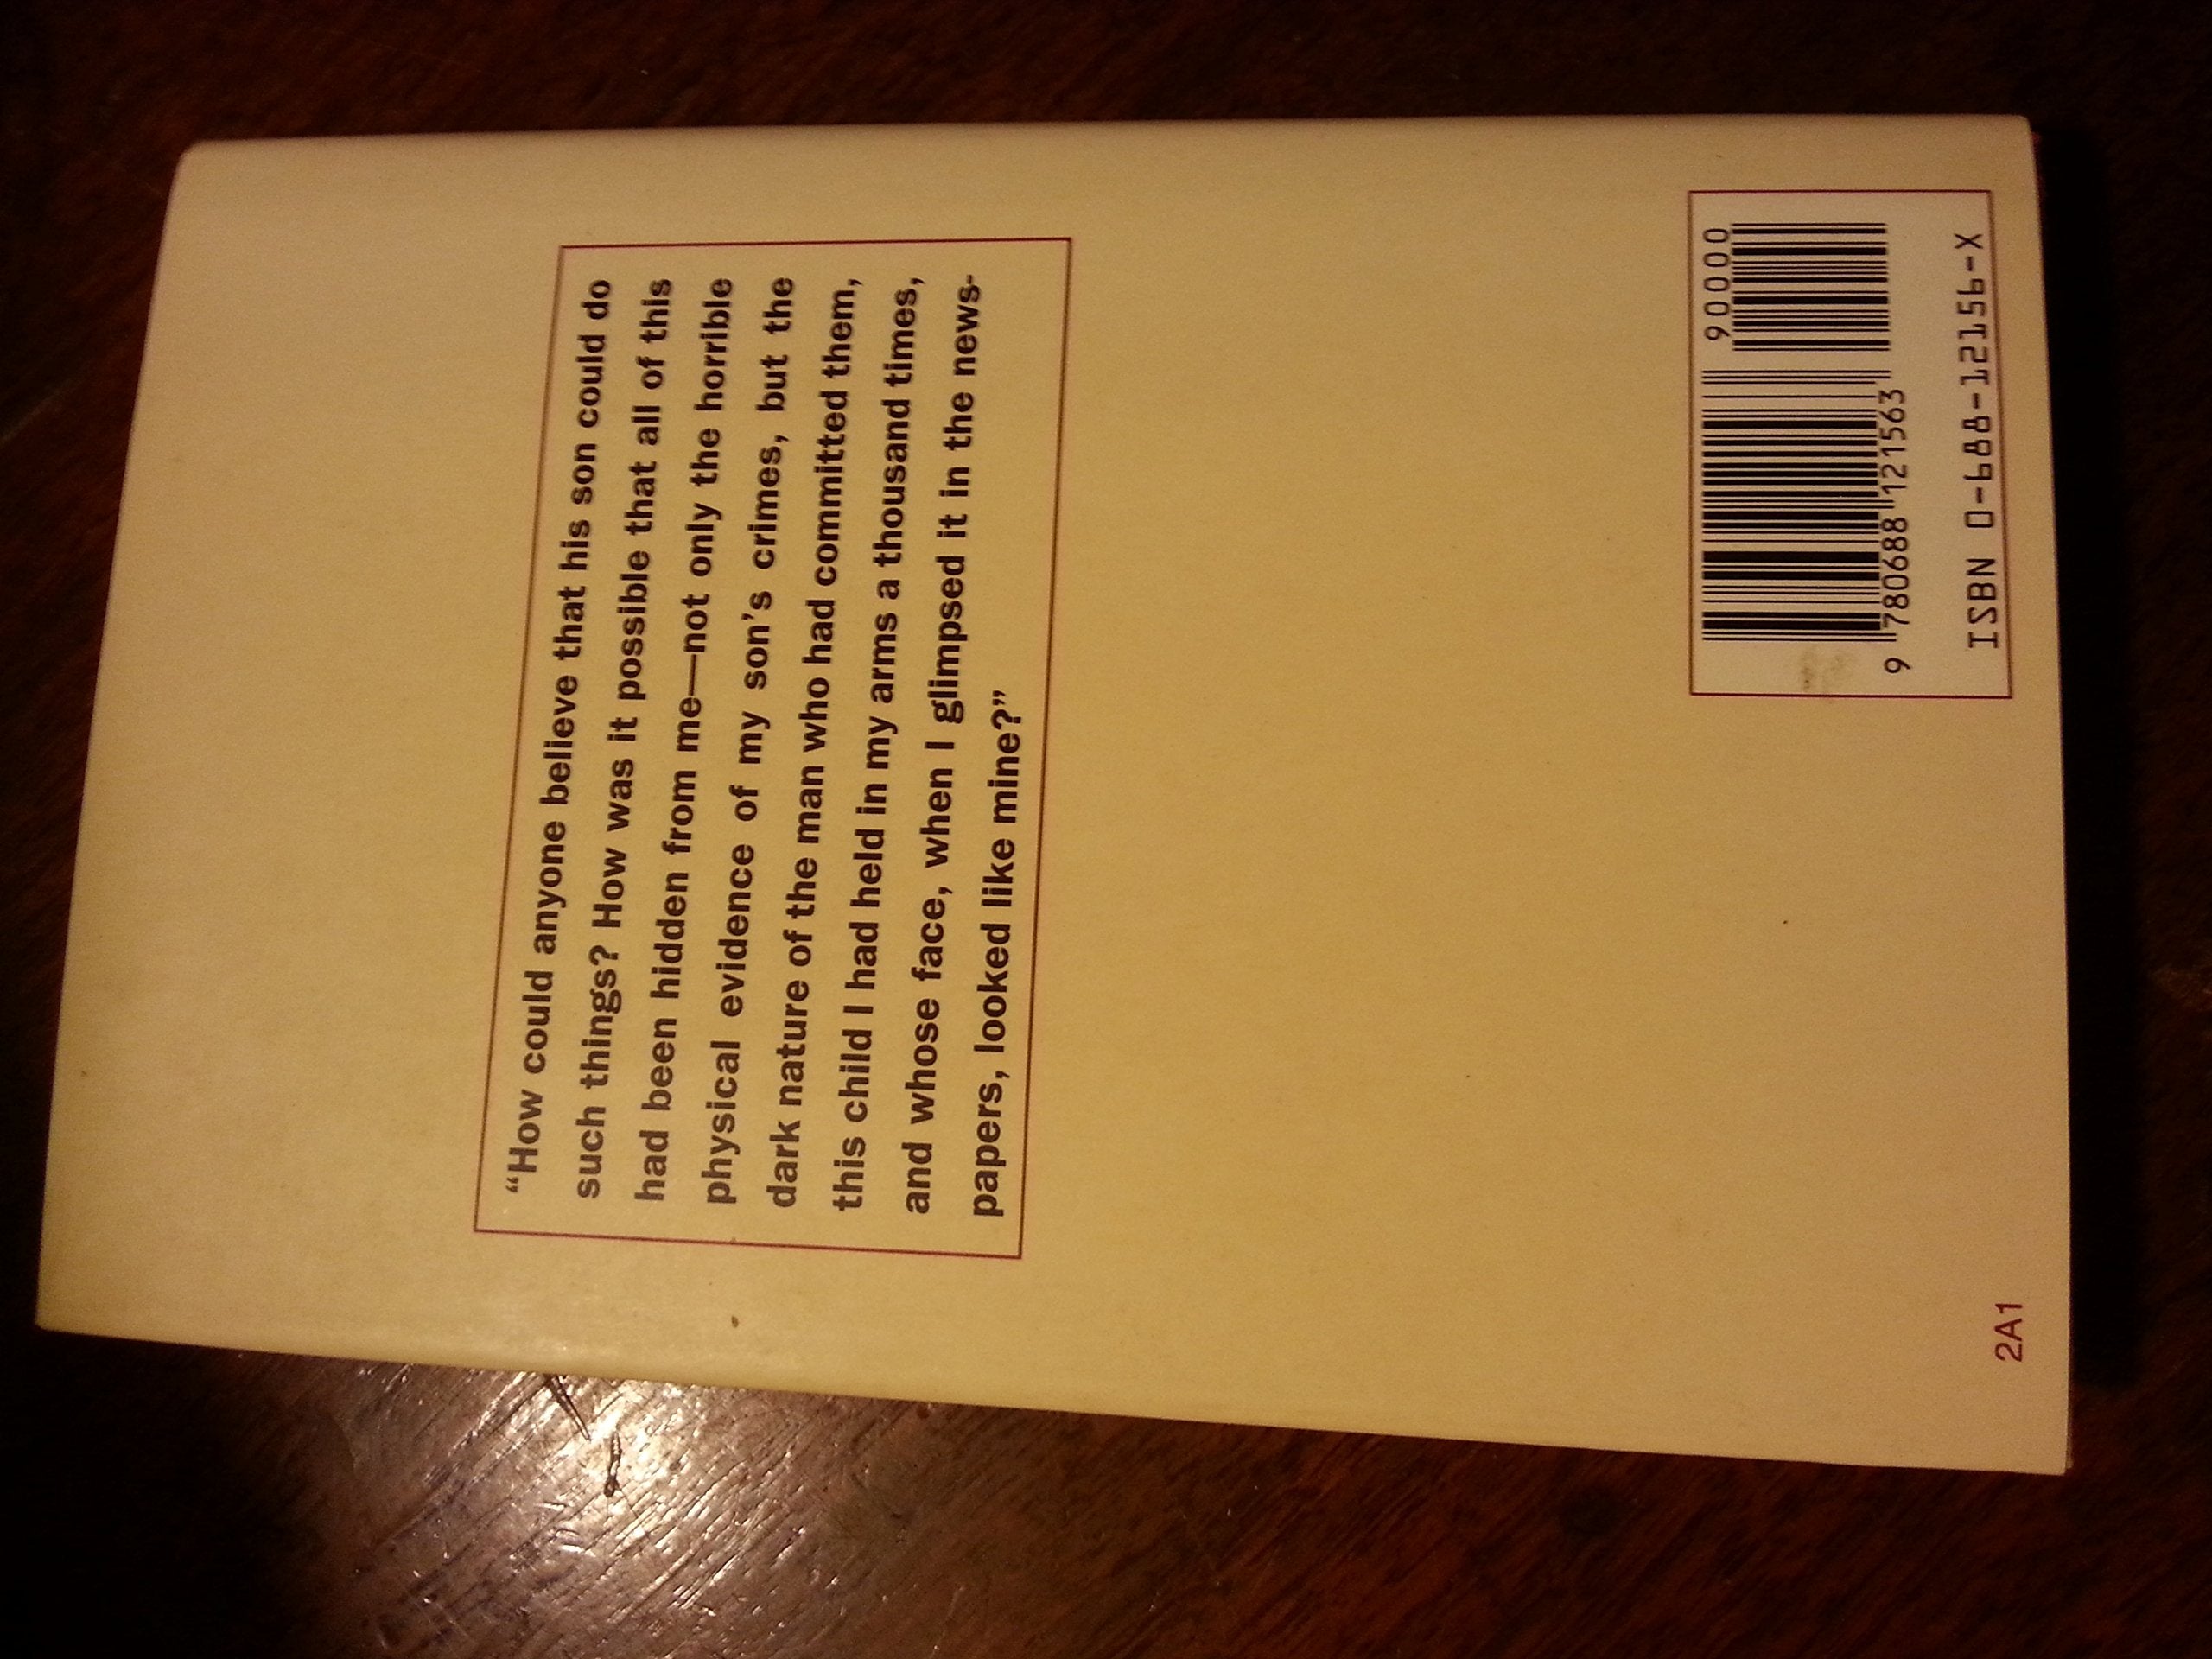 “How could anyone believe that his son could do
such things? How was it possible that all of this
had been hidden from me—not only the horrible
physical evidence of my son’s crimes, but the
dark nature of the man who had committed them,
this child I had held in my arms a thousand times,
and whose face, when I glimpsed it in the news-
papers, looked like mine?”
90000
9 780688 121563
ISBN 0-688-12156-X
2A1